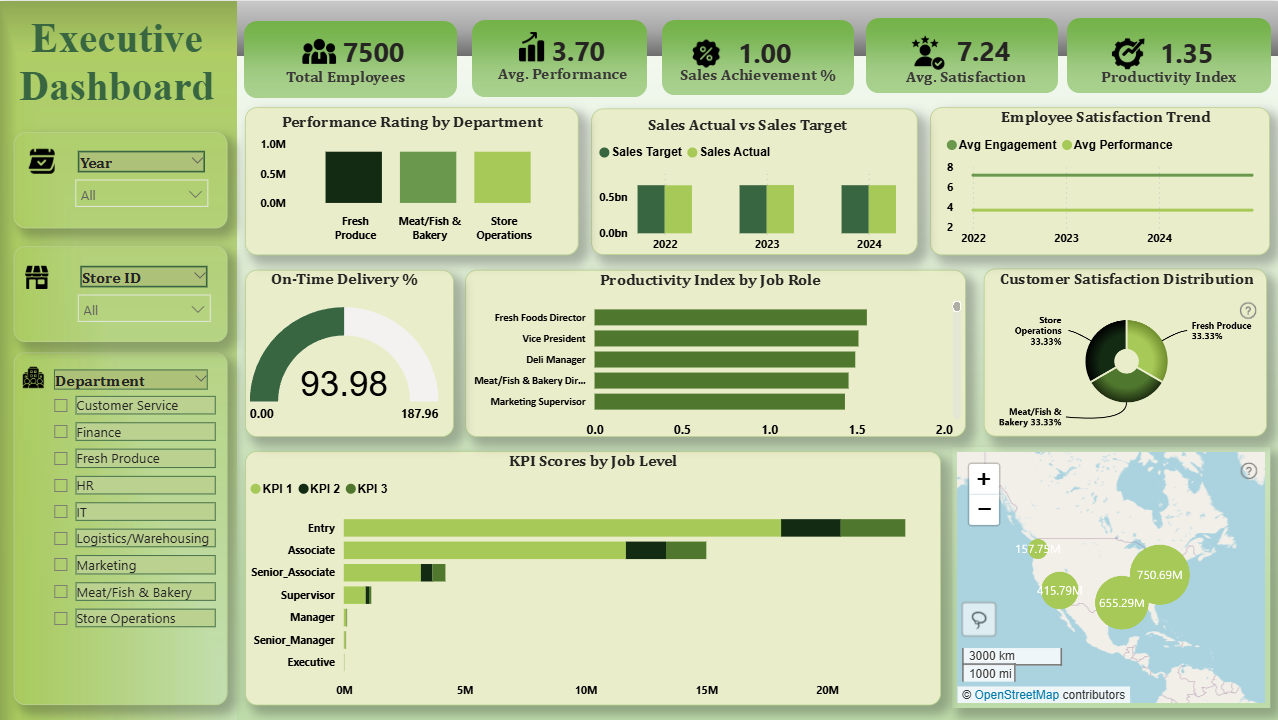 Executive
Dashboard
Year
All
Store ID
All
Department
Customer Service
Finance
Fresh Produce
HR
IT
Logistics/Warehousing
Marketing
Meat/Fish & Bakery
Store Operations
7500
Total Employees
3.70
Avg. Performance
1.00
Sales Achievement %
7.24
Avg. Satisfaction
1.35
Productivity Index
Performance Rating by Department
1.0M
0.5M
0.0M
Fresh
Produce
Meat/Fish &
Bakery
Store
Operations
Sales Actual vs Sales Target
Sales Target Sales Actual
0.5bn
0.0bn
2022 2023 2024
Employee Satisfaction Trend
Avg Engagement Avg Performance
8
6
4
2
2022 2023 2024
On-Time Delivery %
93.98
0.00 187.96
Productivity Index by Job Role
Fresh Foods Director
Vice President
Deli Manager
Meat/Fish & Bakery Dir...
Marketing Supervisor
0.0 0.5 1.0 1.5 2.0
Customer Satisfaction Distribution
?
Store
Operations
33.33%
Fresh Produce
33.33%
Meat/Fish &
Bakery 33.33%
KPI Scores by Job Level
KPI 1 KPI 2 KPI 3
Entry
Associate
Senior_Associate
Supervisor
Manager
Senior_Manager
Executive
0M 5M 10M 15M 20M
+
−
?
157.75M
750.69M
415.79M
655.29M
3000 km
1000 mi
© OpenStreetMap contributors